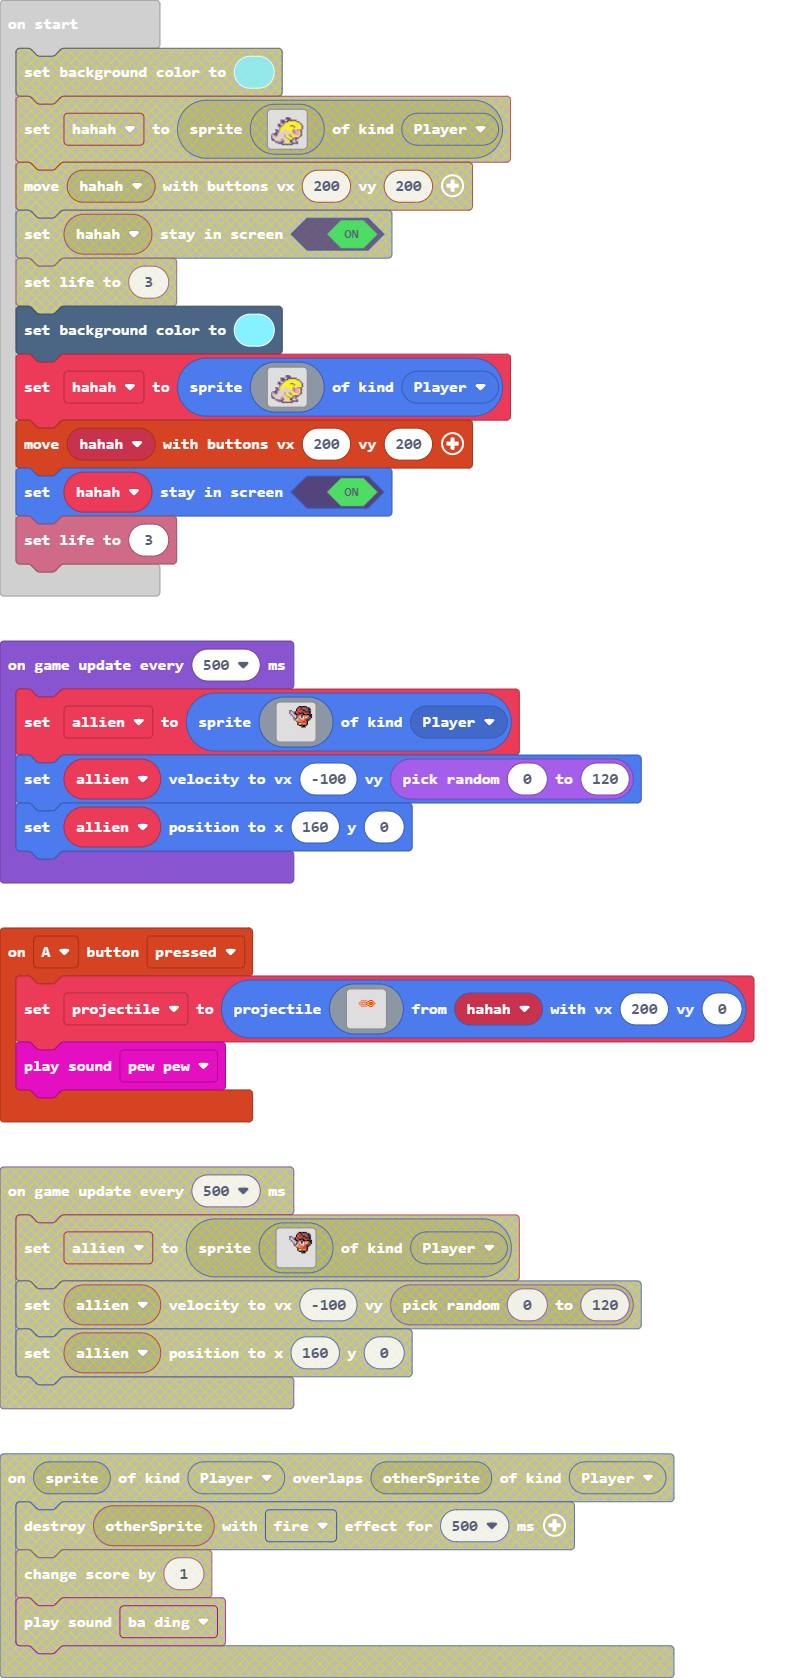 on start
set background color to
set hahah to sprite of kind Player
move hahah with buttons vx 200 vy 200
set hahah stay in screen ON
set life to 3
set background color to
set hahah to sprite of kind Player
move hahah with buttons vx 200 vy 200
set hahah stay in screen ON
set life to 3
on game update every 500 ms
set allien to sprite of kind Player
set allien velocity to vx -100 vy pick random 0 to 120
set allien position to x 160 y 0
on A button pressed
set projectile to projectile from hahah with vx 200 vy 0
play sound pew pew
on game update every 500 ms
set allien to sprite of kind Player
set allien velocity to vx -100 vy pick random 0 to 120
set allien position to x 160 y 0
on sprite of kind Player overlaps otherSprite of kind Player
destroy otherSprite with fire effect for 500 ms
change score by 1
play sound ba ding